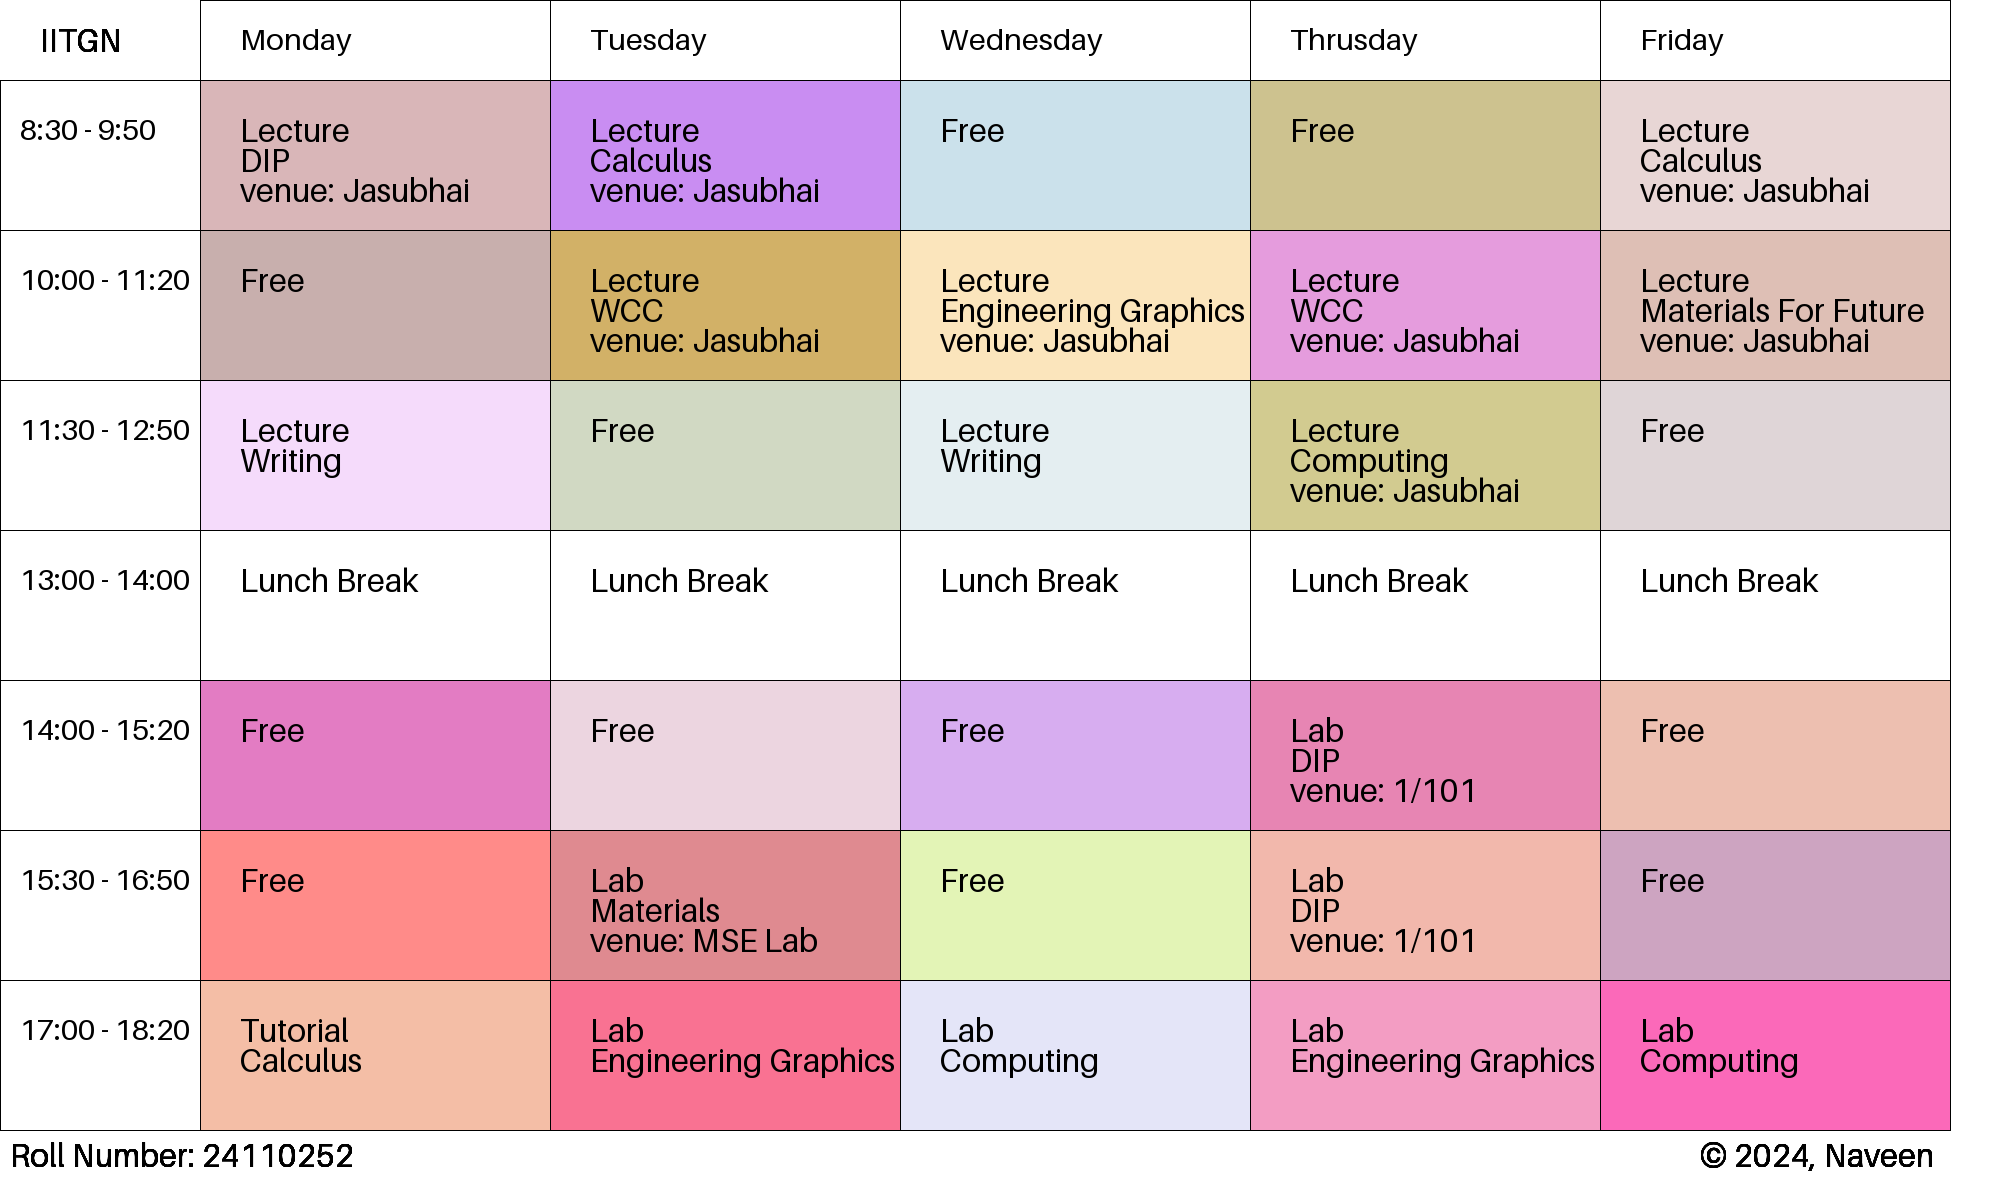 IITGN Monday Tuesday Wednesday Thrusday Friday
8:30 - 9:50
Lecture
DIP
venue: Jasubhai
Lecture
Calculus
venue: Jasubhai
Free
Free
Lecture
Calculus
venue: Jasubhai
10:00 - 11:20
Free
Lecture
WCC
venue: Jasubhai
Lecture
Engineering Graphics
venue: Jasubhai
Lecture
WCC
venue: Jasubhai
Lecture
Materials For Future
venue: Jasubhai
11:30 - 12:50
Lecture
Writing
Free
Lecture
Writing
Lecture
Computing
venue: Jasubhai
Free
13:00 - 14:00
Lunch Break
Lunch Break
Lunch Break
Lunch Break
Lunch Break
14:00 - 15:20
Free
Free
Free
Lab
DIP
venue: 1/101
Free
15:30 - 16:50
Free
Lab
Materials
venue: MSE Lab
Free
Lab
DIP
venue: 1/101
Free
17:00 - 18:20
Tutorial
Calculus
Lab
Engineering Graphics
Lab
Computing
Lab
Engineering Graphics
Lab
Computing
Roll Number: 24110252
© 2024, Naveen